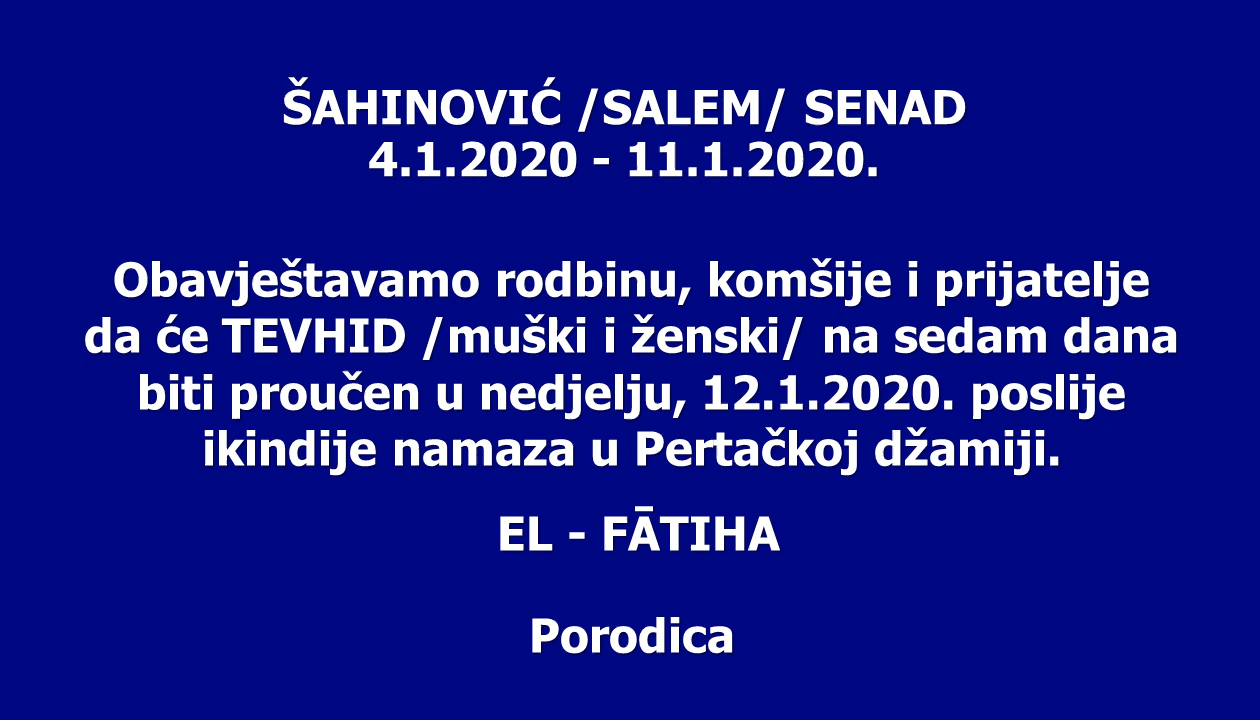 ŠAHINOVIĆ /SALEM/ SENAD
4.1.2020 - 11.1.2020.
Obavještavamo rodbinu, komšije i prijatelje
da će TEVHID /muški i ženski/ na sedam dana
biti proučen u nedjelju, 12.1.2020. poslije
ikindije namaza u Pertačkoj džamiji.
EL - FĀTIHA
Porodica